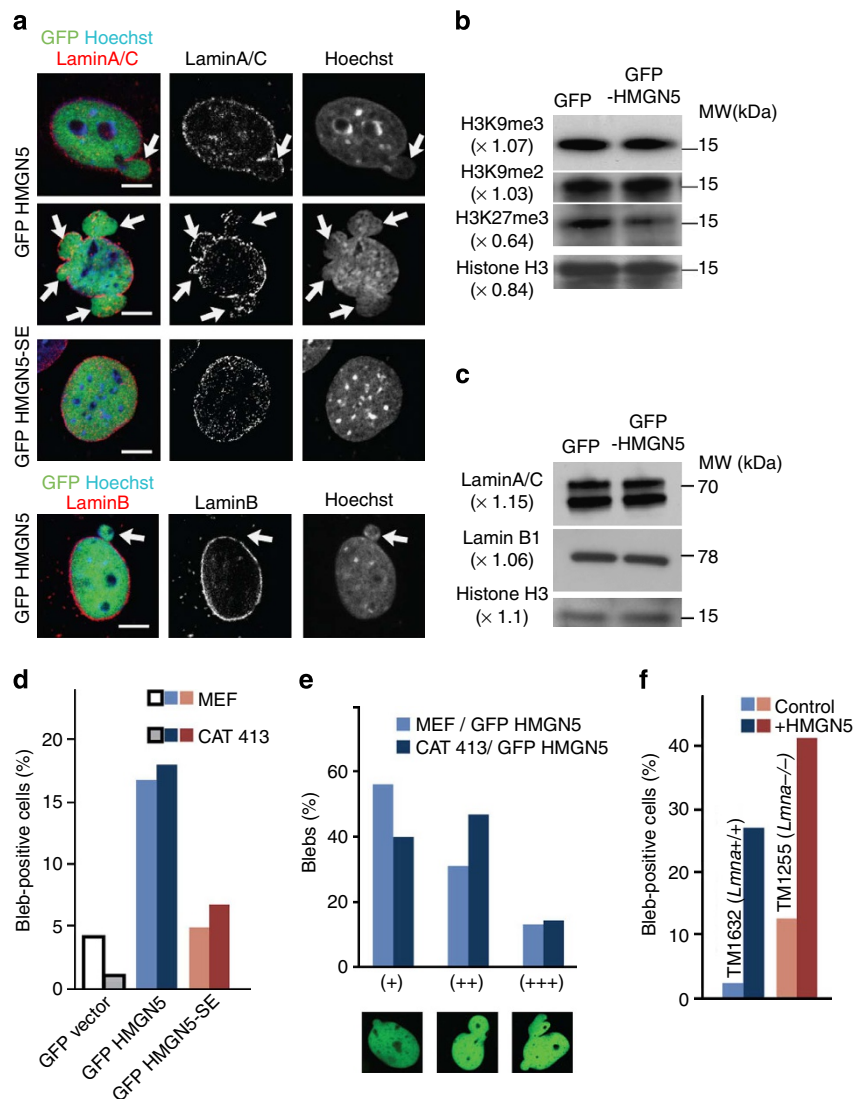 a
GFP Hoechst
LaminA/C
LaminA/C
Hoechst
GFP HMGN5
GFP HMGN5-SE
GFP Hoechst
LaminB
LaminB
Hoechst
GFP HMGN5
b
GFP
GFP
-HMGN5
MW(kDa)
H3K9me3
(× 1.07)
15
H3K9me2
(× 1.03)
15
H3K27me3
(× 0.64)
15
Histone H3
(× 0.84)
15
c
GFP
GFP
-HMGN5
MW (kDa)
LaminA/C
(× 1.15)
70
Lamin B1
(× 1.06)
78
Histone H3
(× 1.1)
15
d
Bleb-positive cells (%)
20
15
10
5
0
MEF
CAT 413
GFP vector
GFP HMGN5
GFP HMGN5-SE
e
MEF / GFP HMGN5
CAT 413/ GFP HMGN5
Blebs (%)
60
40
20
0
(+)
(++)
(+++)
f
Control
+HMGN5
Bleb-positive cells (%)
40
30
20
10
0
TM1632 (Lmna+/+)
TM1255 (Lmna–/–)